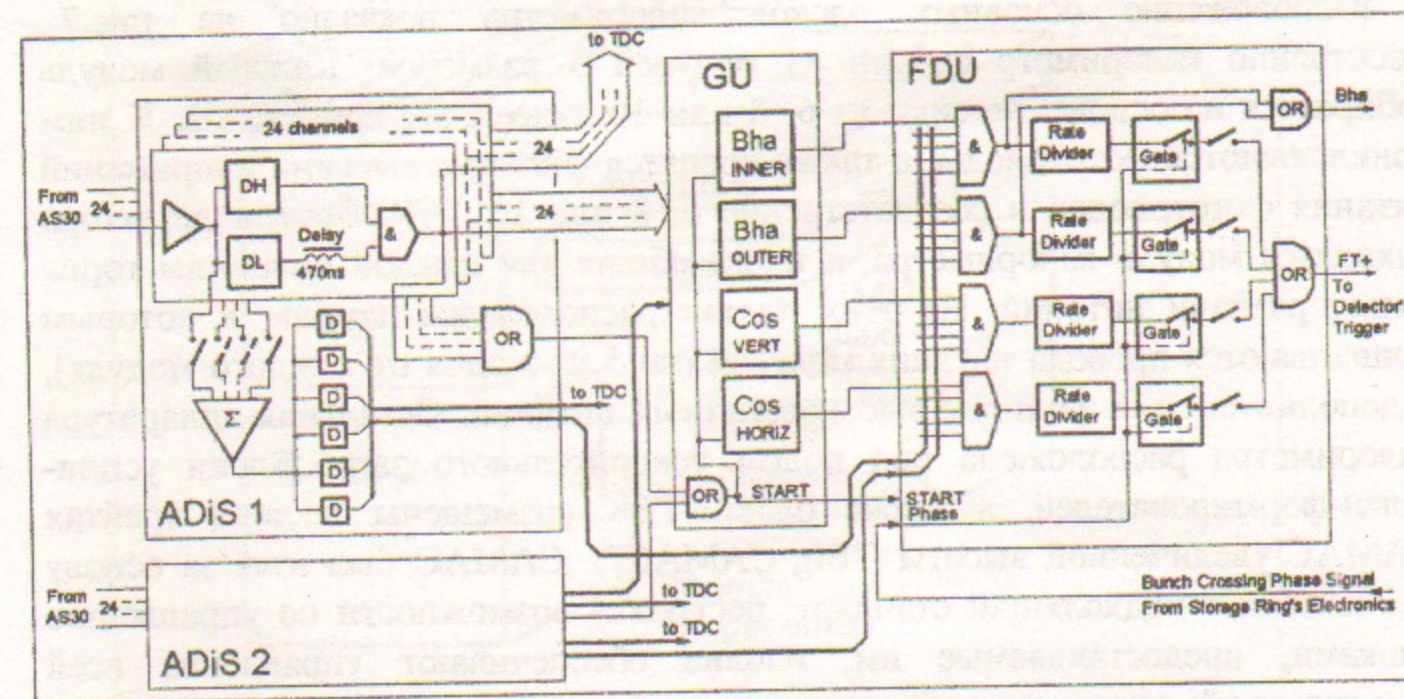 to TDC
24 channels
24
24
From
AS30
24
DH
DL
Delay
470ns
&
D
D
D
D
D
D
Σ
OR
to TDC
ADiS 1
From
AS30
24
ADiS 2
to TDC
to TDC
GU
Bha
INNER
Bha
OUTER
Cos
VERT
Cos
HORIZ
OR
START
FDU
&
&
&
&
Rate
Divider
Rate
Divider
Rate
Divider
Rate
Divider
Gate
Gate
Gate
Gate
START
Phase
OR
Bha
OR
FT+
To
Detector
Trigger
Bunch Crossing Phase Signal
From Storage Ring's Electronics